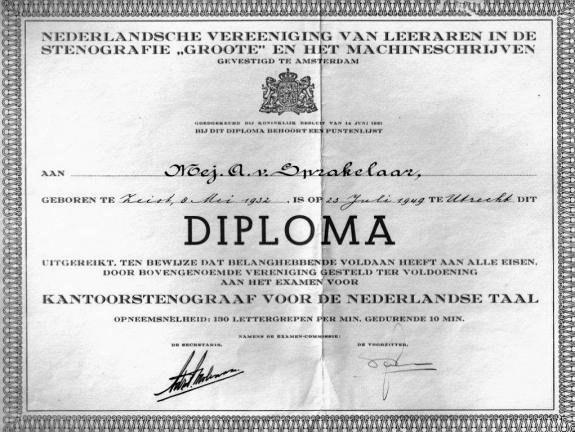 NEDERLANDSCHE VEREENIGING VAN LEERAREN IN DE
STENOGRAFIE „GROOTE” EN HET MACHINESCHRIJVEN
GEVESTIGD TE AMSTERDAM
GOEDGEKEURD BIJ KONINKLIJK BESLUIT VAN 14 JUNI 1921
BIJ DIT DIPLOMA BEHOORT EEN PUNTENLIJST
AAN Mej. A. v. Sprakelaar,
GEBOREN TE Zeist, 8 Mei 1932, IS OP 23 Juli 1949 TE Utrecht DIT
DIPLOMA
UITGEREIKT, TEN BEWIJZE DAT BELANGHEBBENDE VOLDAAN HEEFT AAN ALLE EISEN,
DOOR BOVENGENOEMDE VERENIGING GESTELD TER VOLDOENING
AAN HET EXAMEN VOOR
KANTOORSTENOGRAAF VOOR DE NEDERLANDSE TAAL
OPNEEMSNELHEID: 130 LETTERGREPEN PER MIN. GEDURENDE 10 MIN.
NAMENS DE EXAMEN-COMMISSIE:
DE SECRETARIS, DE VOORZITTER,